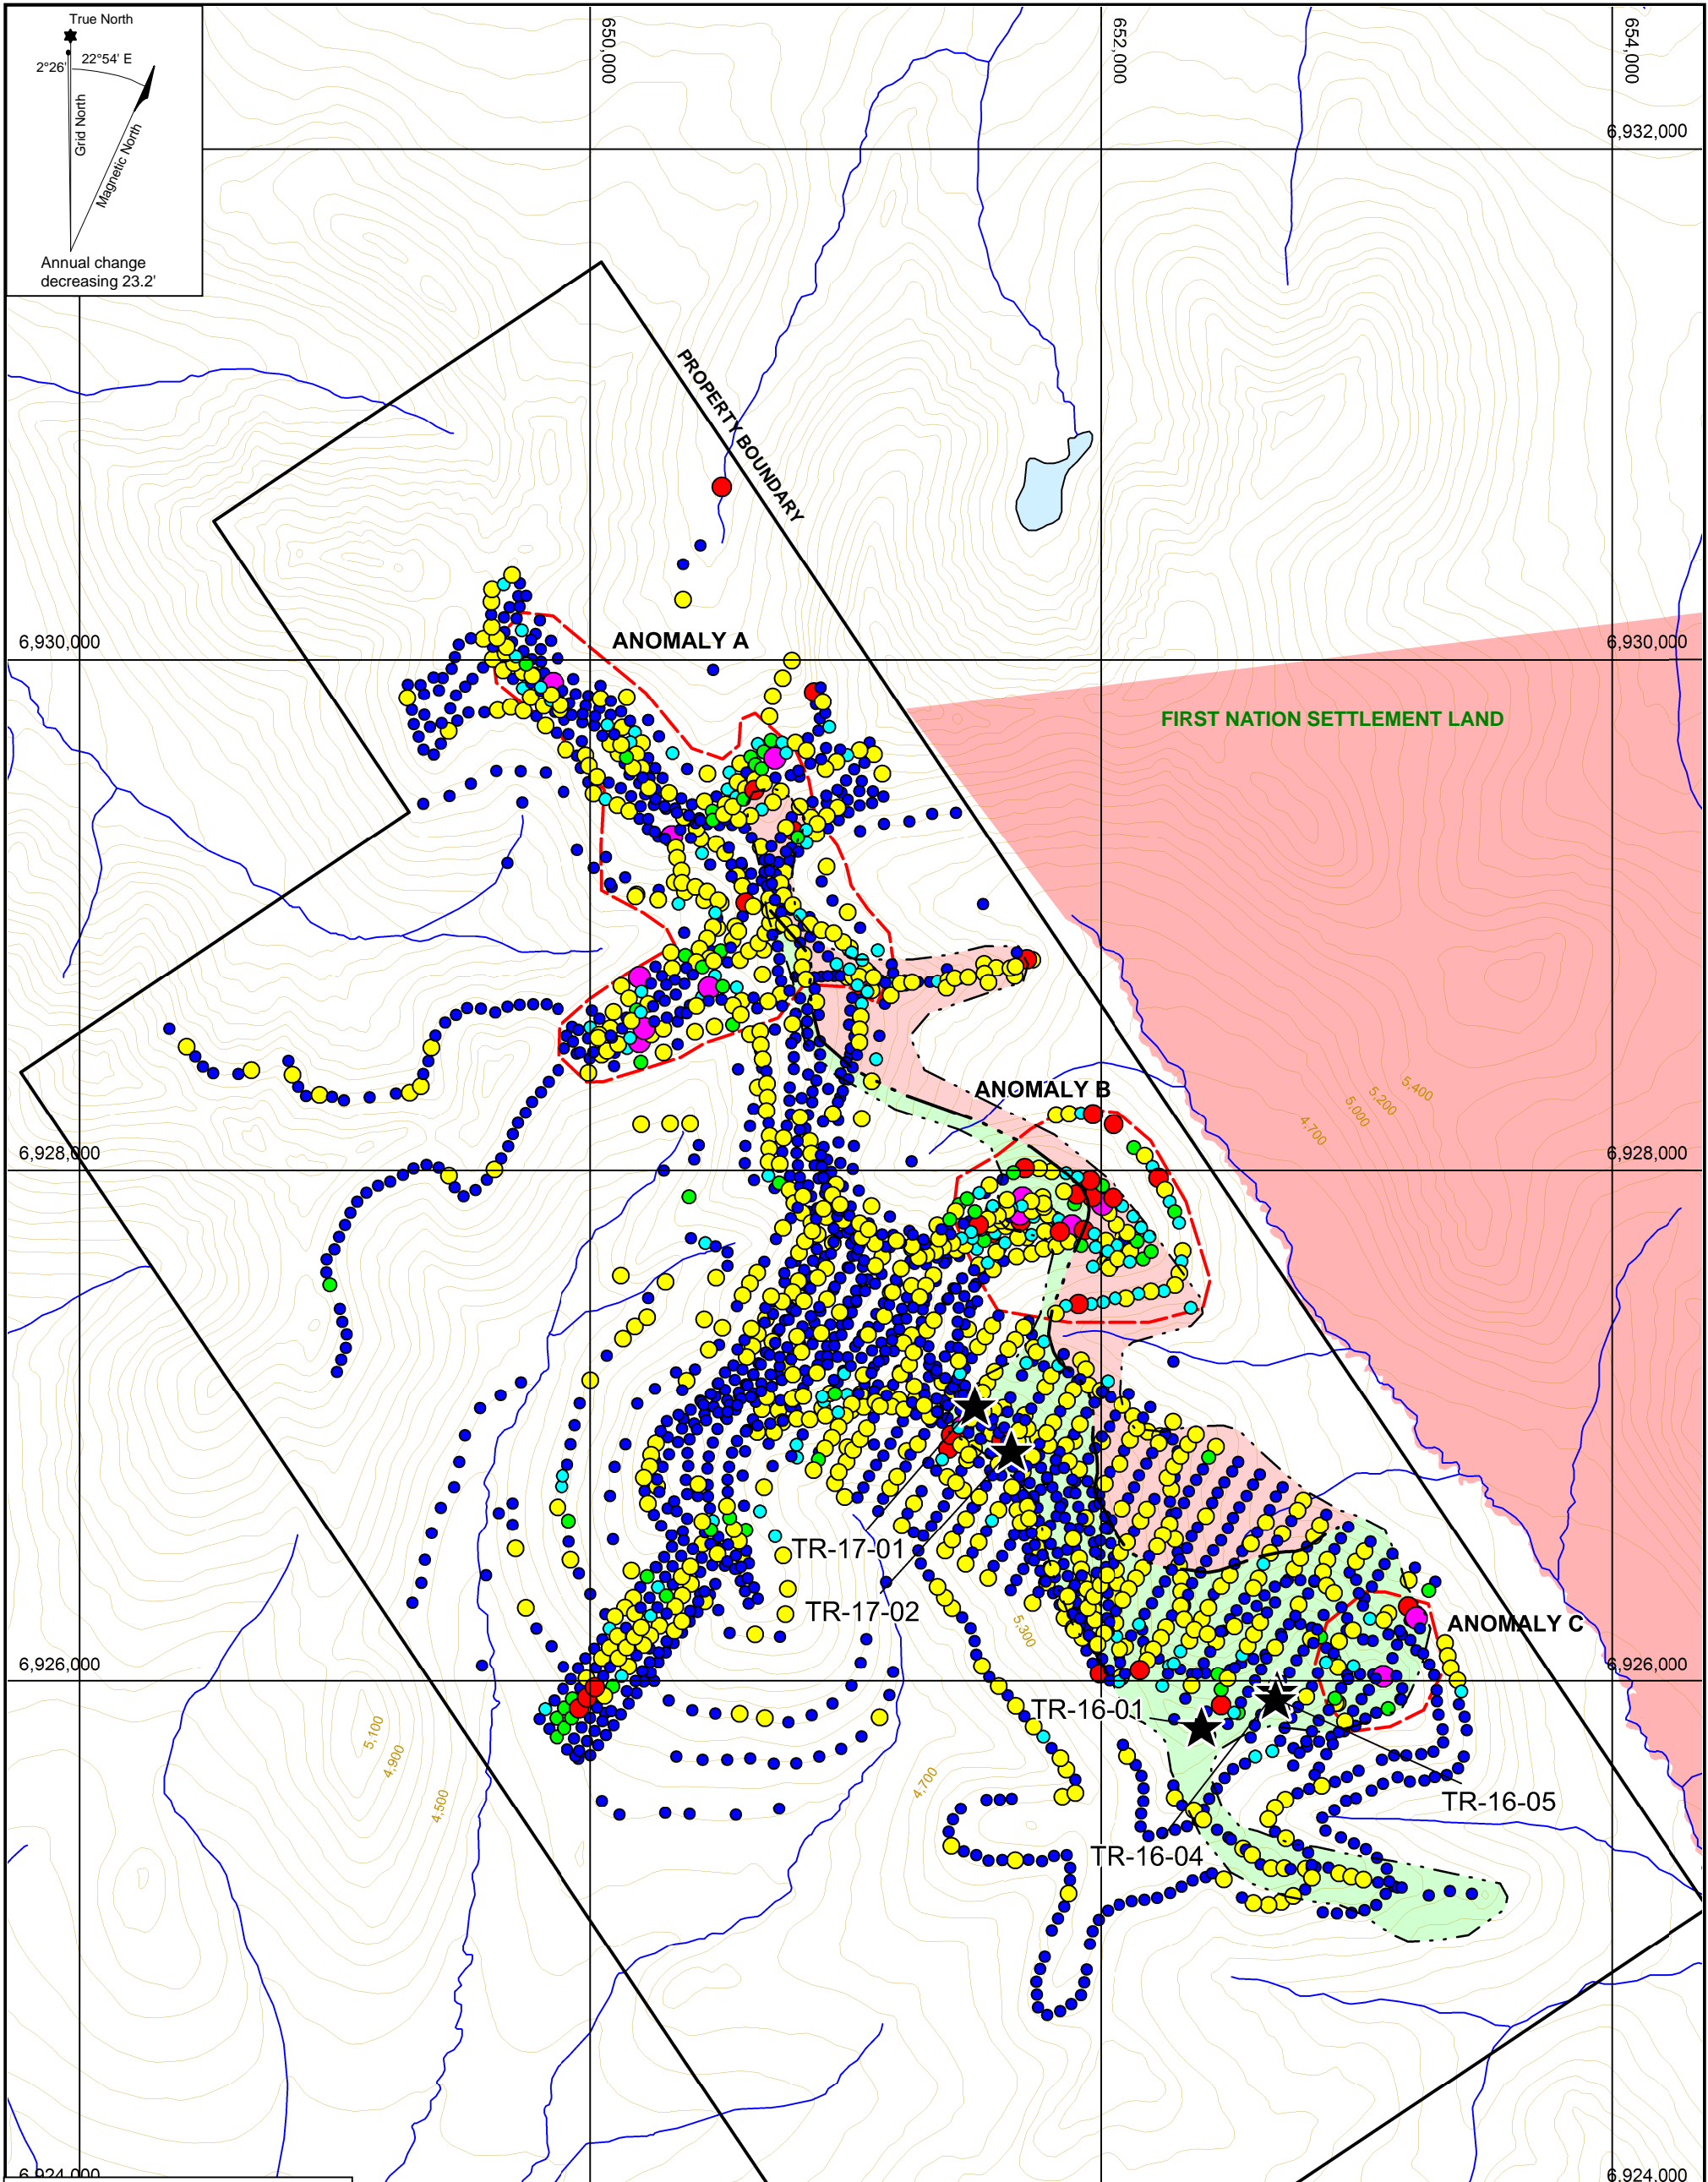 True North
2°26'
22°54' E
Grid North
Magnetic North
Annual change
decreasing 23.2'
650,000
652,000
654,000
6,932,000
PROPERTY BOUNDARY
6,930,000
ANOMALY A
6,930,000
FIRST NATION SETTLEMENT LAND
ANOMALY B
5,400
5,200
5,000
4,700
6,928,000
6,928,000
TR-17-01
TR-17-02
5,300
ANOMALY C
6,926,000
6,926,000
TR-16-01
5,100
4,900
4,500
4,700
TR-16-05
TR-16-04
6,924,000
6,924,000